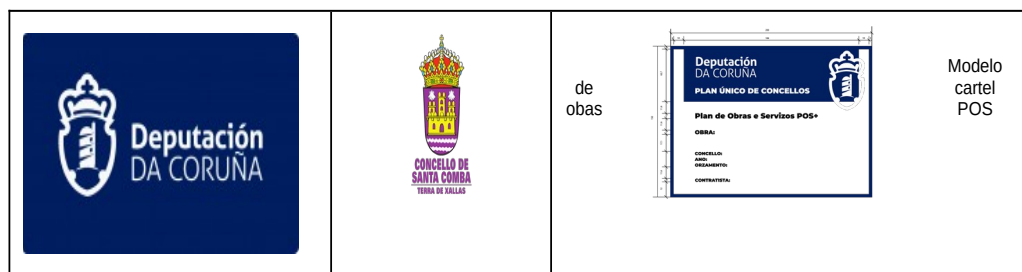 Deputación
DA CORUÑA
CONCELLO DE
SANTA COMBA
TERRA DE XALLAS
de
obas
Deputación
DA CORUÑA
PLAN ÚNICO DE CONCELLOS
Plan de Obras e Servizos POS+
OBRA:
CONCELLO:
ANO:
ORZAMENTO:
CONTRATISTA:
Modelo
cartel
POS